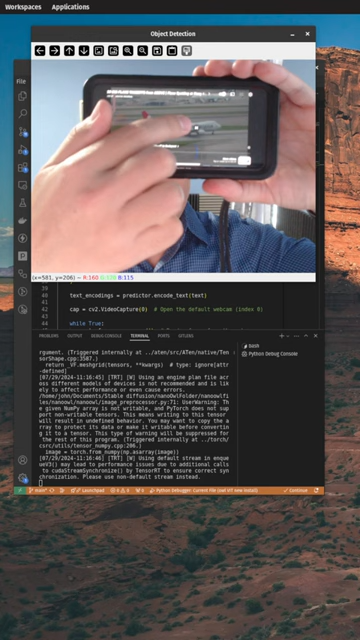 Workspaces Applications
Object Detection
File
(x=581, y=206) ~ R:160 G:135 B:115
39
40 text_encodings = predictor.encode_text(text)
41
42 cap = cv2.VideoCapture(0) # Open the default webcam (index 0)
43
44 while True:
PROBLEMS OUTPUT DEBUG CONSOLE TERMINAL PORTS GITLENS
Bash
Python Debug Console
rgument. (Triggered internally at ../aten/src/ATen/native/Ten
sorShape.cpp:3587.)
return _VF.meshgrid(tensors, **kwargs) # type: ignore[attr
-defined]
[07/29/2024-11:16:45] [TRT] [W] Using an engine plan file acr
oss different models of devices is not recommended and is lik
ely to affect performance or even cause errors.
/home/jebo/Documents/Stable diffusion/nanoOwlFolder/nanowolfi
les/nanoowl/nanoowl/image_preprocessor.py:71: UserWarning: Th
e given NumPy array is not writable, and PyTorch does not sup
port non-writable tensors. This means writing to this tensor
will result in undefined behavior. You may want to copy the a
rray to protect its data or make it writable before convertin
g it to a tensor. This type of warning will be suppressed for
the rest of this program. (Triggered internally at ../torch/c
src/utils/tensor_numpy.cpp:206.)
image = torch.from_numpy(np.asarray(image))
[07/29/2024-11:16:46] [TRT] [W] Using default stream in enque
ueV3() may lead to performance issues due to additional calls
to cudaStreamSynchronize() by TensorRT to ensure correct syn
chronization. Please use non-default stream instead.
main* Launchpad Python Debugger: Current File (owl Vit new install) Continue